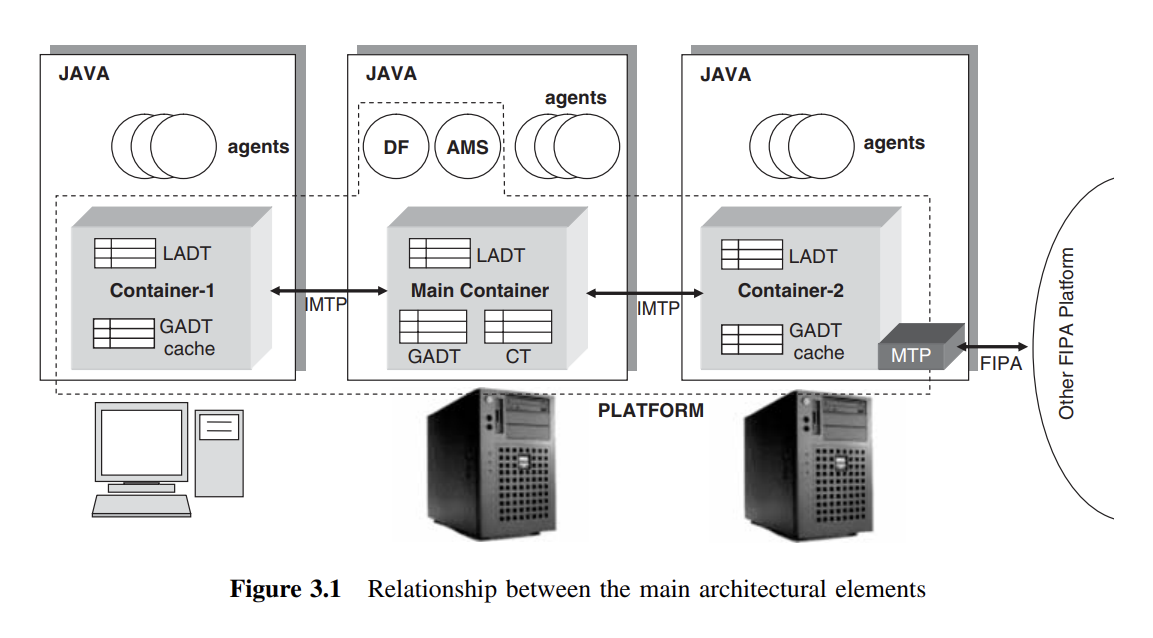 JAVA
agents
LADT
Container-1
GADT
cache
IMTP
JAVA
agents
DF
AMS
LADT
Main Container
GADT
CT
IMTP
JAVA
agents
LADT
Container-2
GADT
cache
MTP
FIPA
Other FIPA Platform
PLATFORM
Figure 3.1 Relationship between the main architectural elements